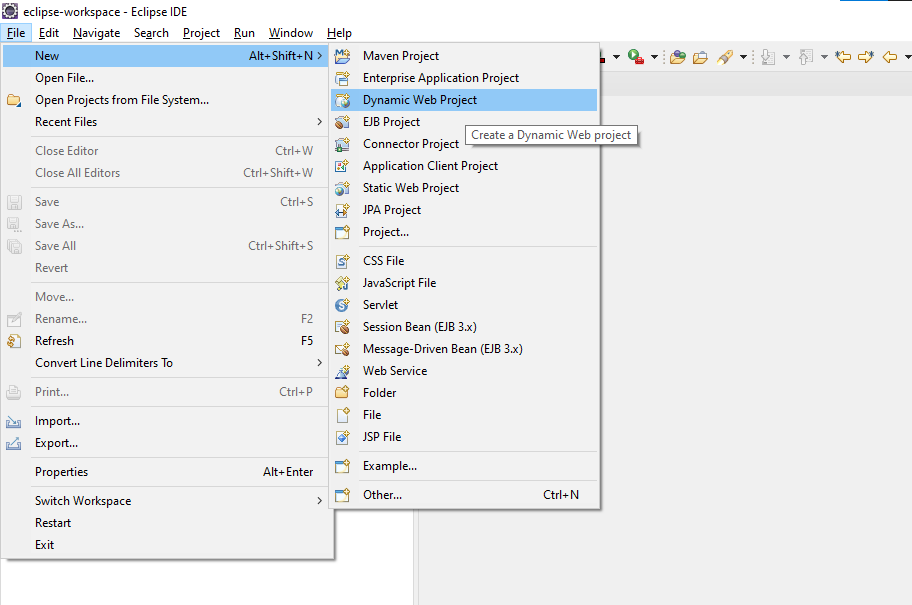 eclipse-workspace - Eclipse IDE
File Edit Navigate Search Project Run Window Help
New Alt+Shift+N >
Open File...
Open Projects from File System...
Recent Files >
Close Editor Ctrl+W
Close All Editors Ctrl+Shift+W
Save Ctrl+S
Save As...
Save All Ctrl+Shift+S
Revert
Move...
Rename... F2
Refresh F5
Convert Line Delimiters To >
Print... Ctrl+P
Import...
Export...
Properties Alt+Enter
Switch Workspace >
Restart
Exit
Maven Project
Enterprise Application Project
Dynamic Web Project
EJB Project
Create a Dynamic Web project
Connector Project
Application Client Project
Static Web Project
JPA Project
Project...
CSS File
JavaScript File
Servlet
Session Bean (EJB 3.x)
Message-Driven Bean (EJB 3.x)
Web Service
Folder
File
JSP File
Example...
Other... Ctrl+N